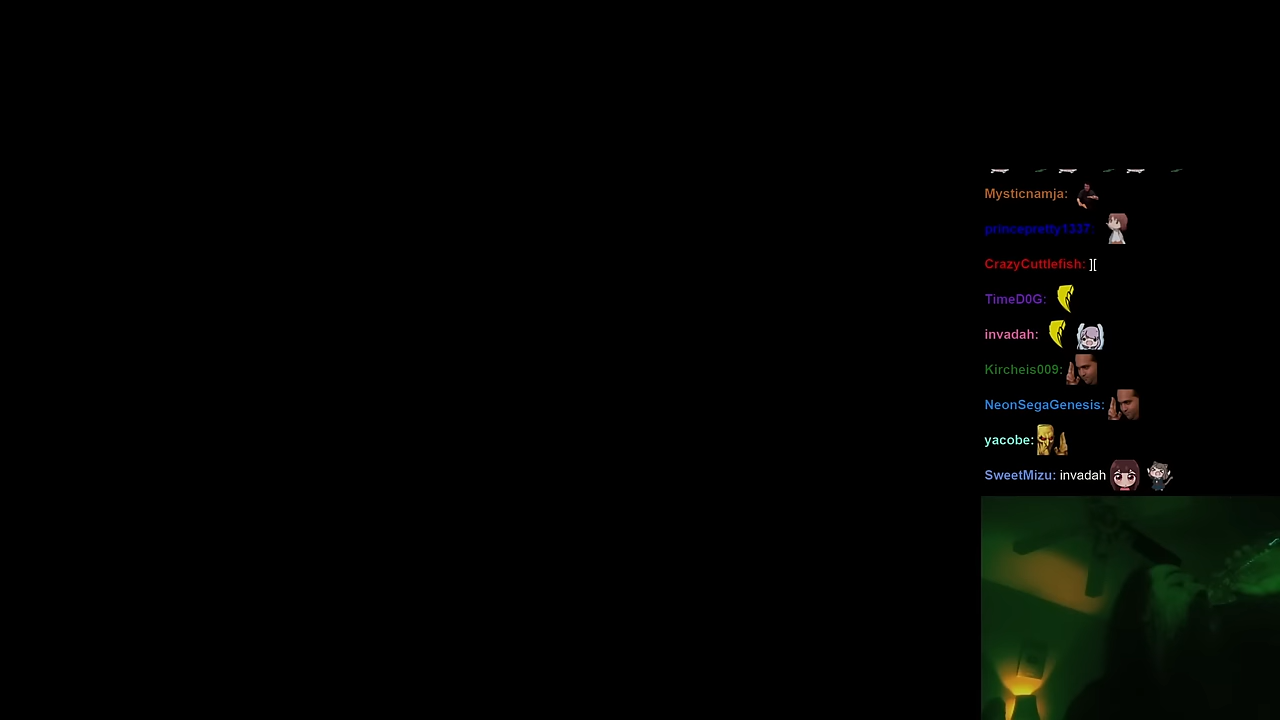 Mysticnamja:
princepretty1337:
CrazyCuttlefish: ][
TimeD0G:
invadah:
Kircheis009:
NeonSegaGenesis:
yacobe:
SweetMizu: invadah